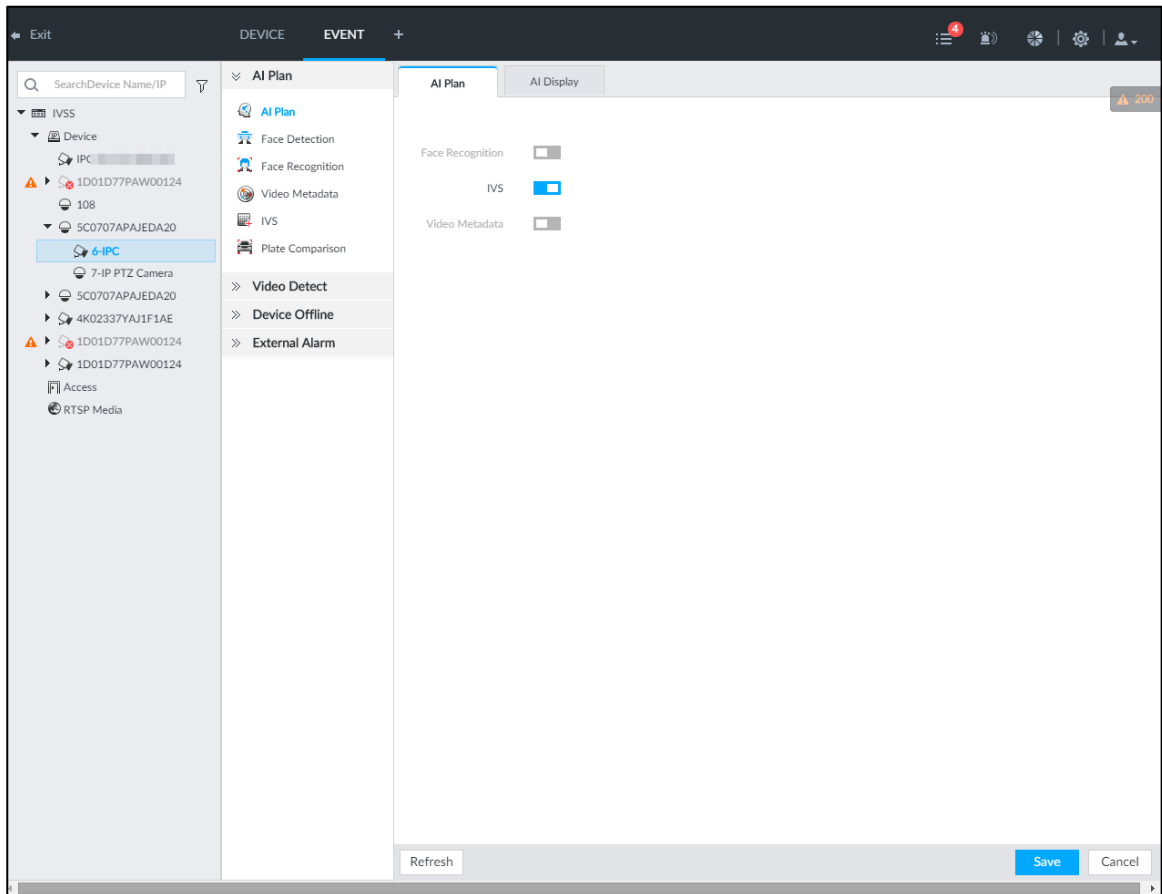 Exit
DEVICE EVENT +
4
SearchDevice Name/IP
IVSS
Device
IPC
1D01D77PAW00124
108
5C0707APAJEDA20
6-IPC
7-IP PTZ Camera
5C0707APAJEDA20
4K02337YAJ1F1AE
1D01D77PAW00124
1D01D77PAW00124
Access
RTSP Media
AI Plan
AI Plan
Face Detection
Face Recognition
Video Metadata
IVS
Plate Comparison
Video Detect
Device Offline
External Alarm
AI Plan AI Display
200
Face Recognition
IVS
Video Metadata
Refresh Save Cancel